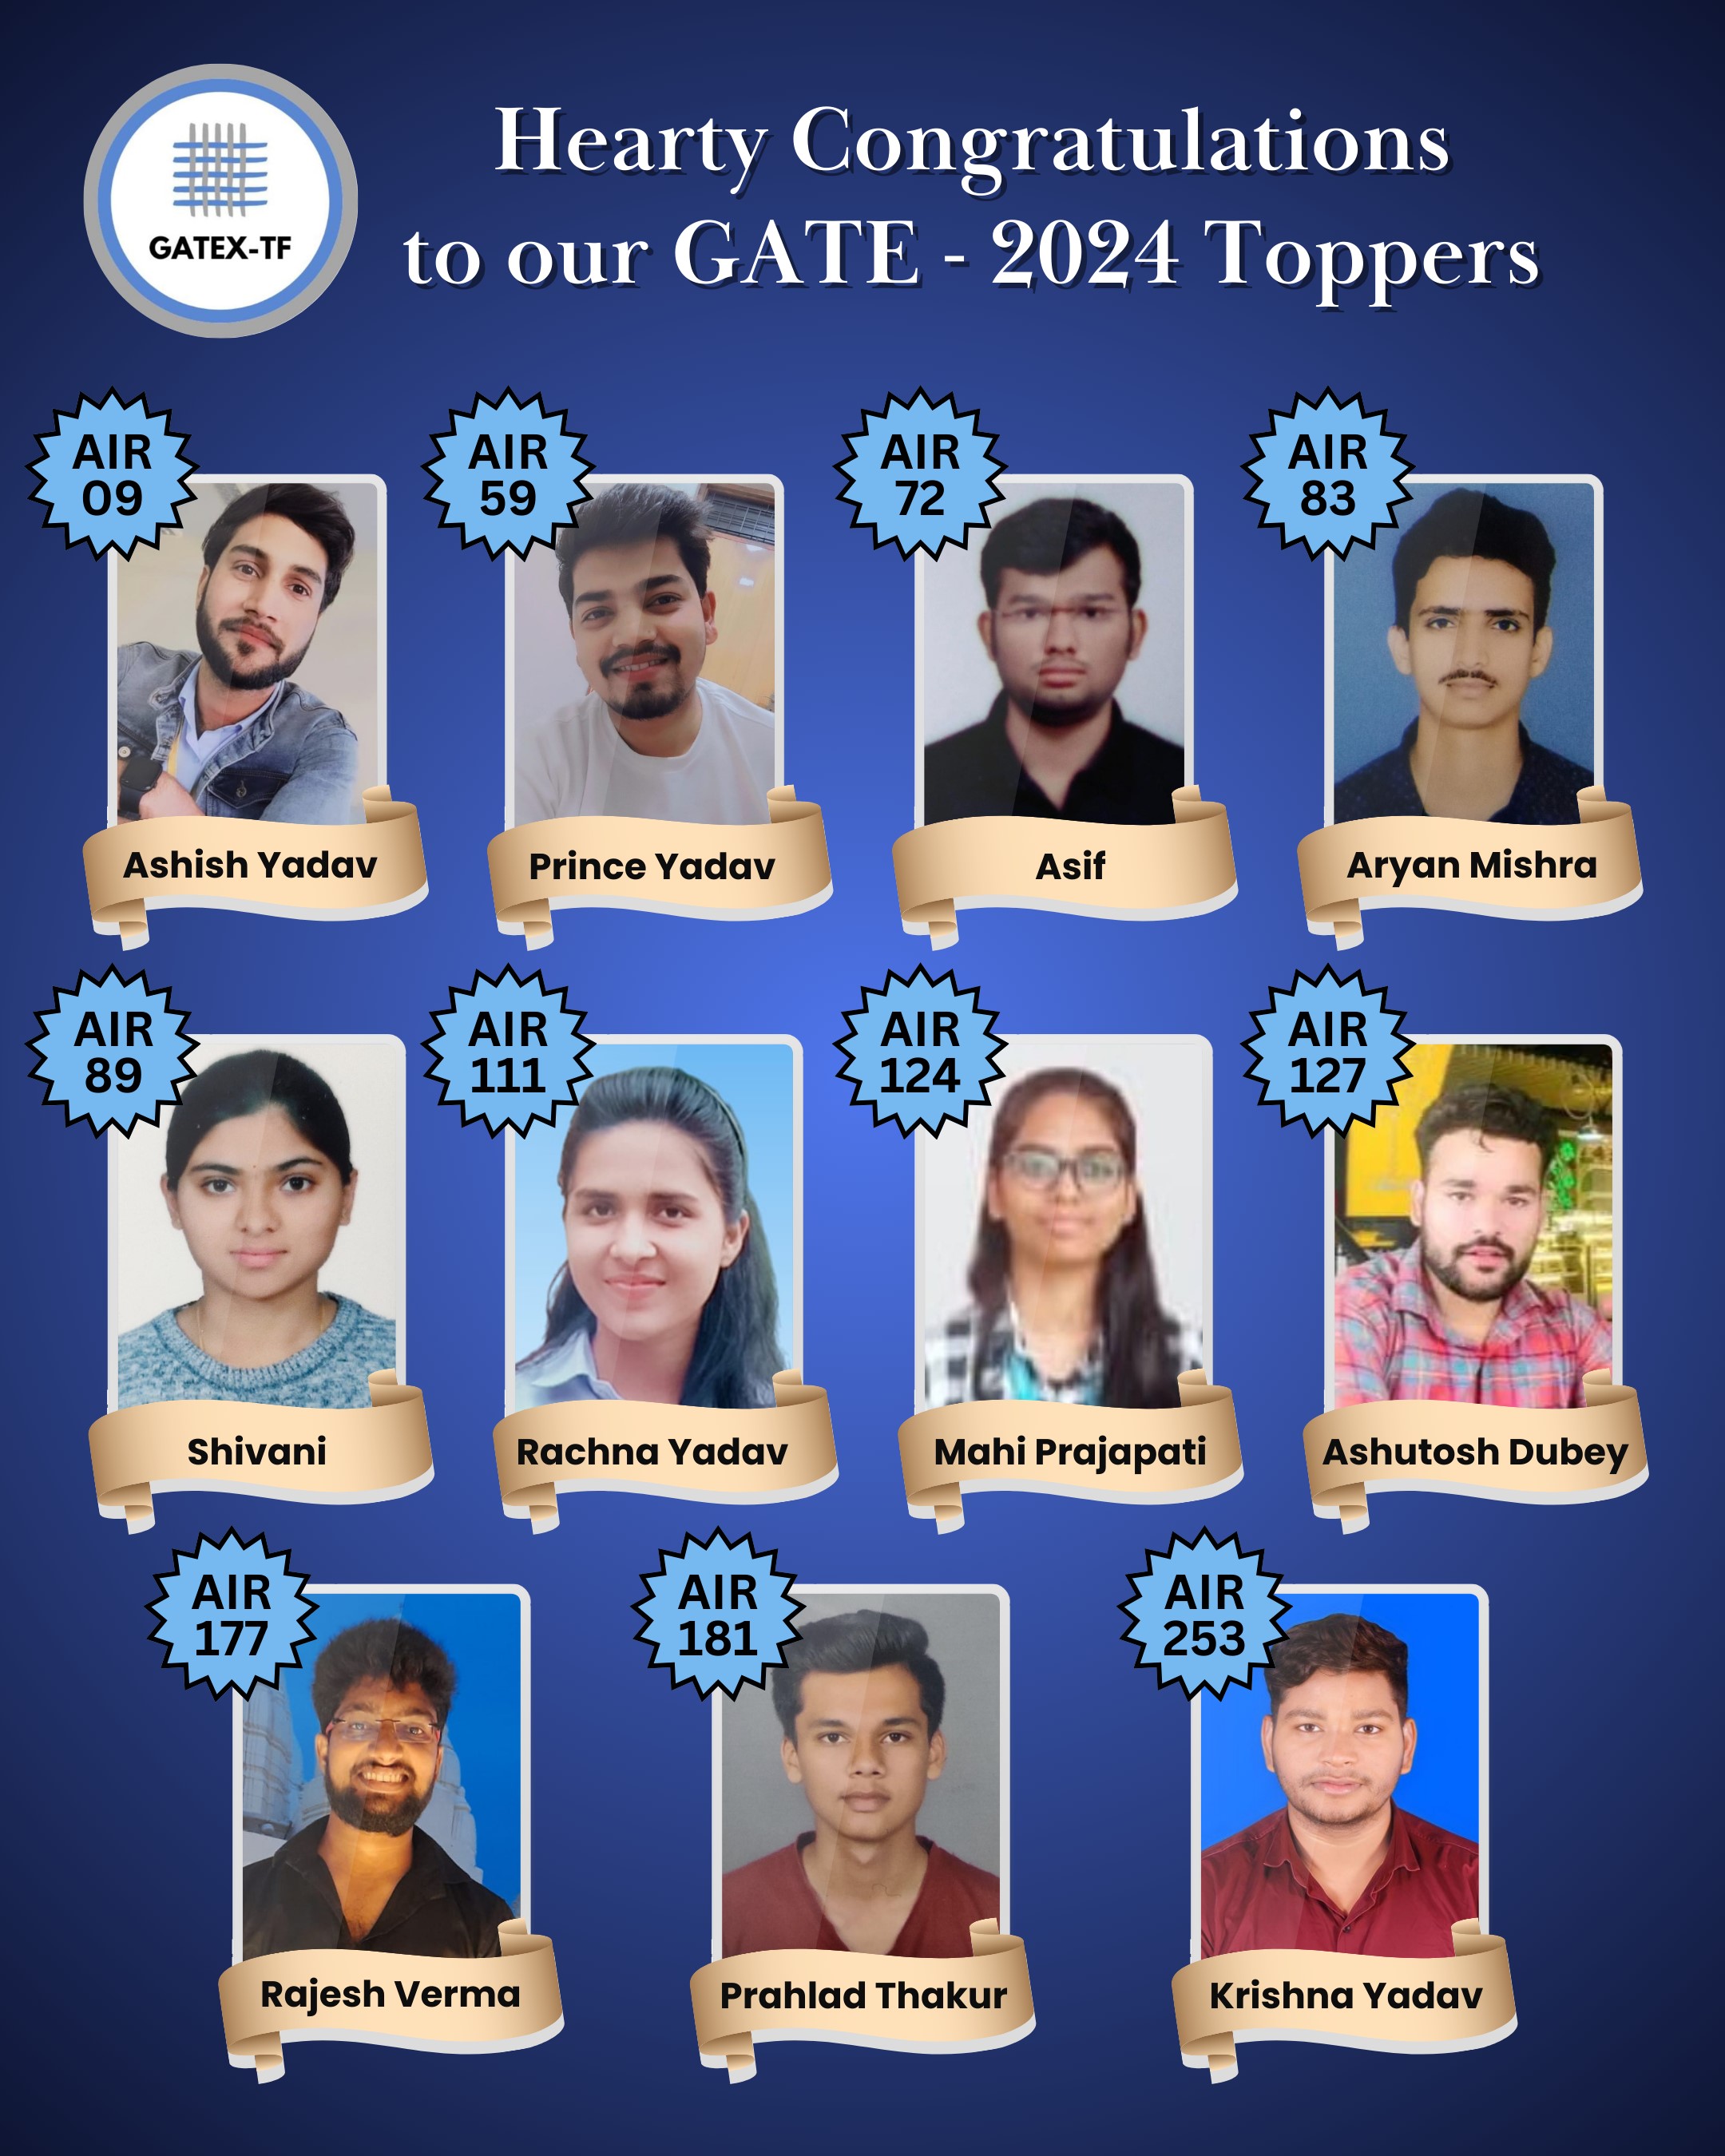 GATEX-TF
Hearty Congratulations
to our GATE - 2024 Toppers
AIR
09
Ashish Yadav
AIR
59
Prince Yadav
AIR
72
Asif
AIR
83
Aryan Mishra
AIR
89
Shivani
AIR
111
Rachna Yadav
AIR
124
Mahi Prajapati
AIR
127
Ashutosh Dubey
AIR
177
Rajesh Verma
AIR
181
Prahlad Thakur
AIR
253
Krishna Yadav